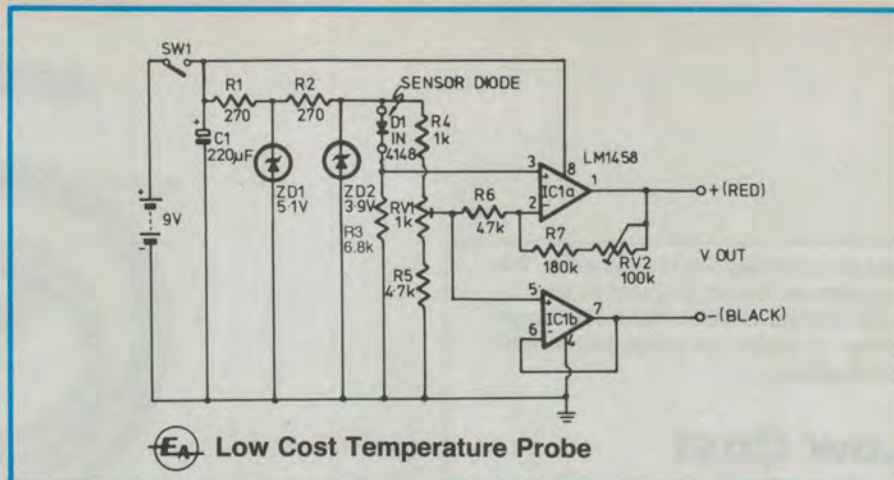 SW1
R1
270
R2
270
SENSOR DIODE
D1
IN
4148
R4
1k
C1
220µF
ZD1
5·1V
ZD2
3·9V
R3
6.8k
RV1
1k
R5
4·7k
9V
R6
47k
LM1458
3
8
1
IC1a
2
R7
180k
RV2
100k
+(RED)
V OUT
5
7
IC1b
6
4
-(BLACK)
+
-
+
+
-
+
-
EA Low Cost Temperature Probe